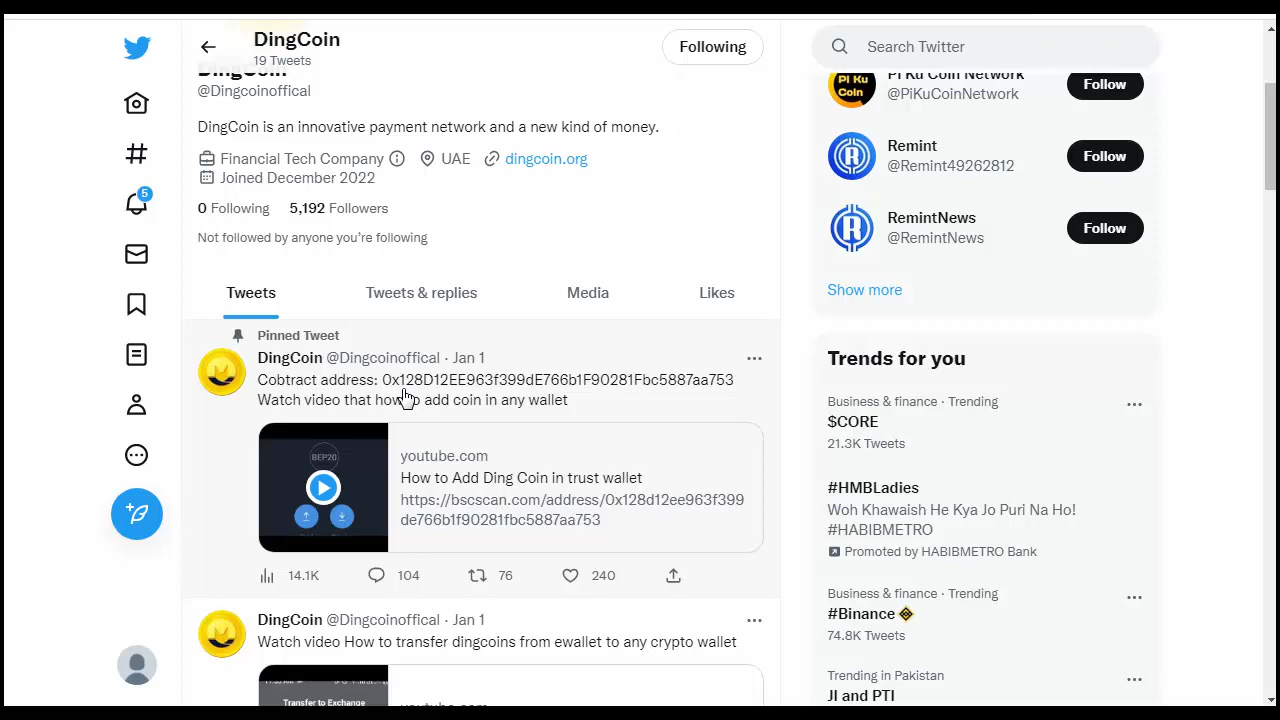 DingCoin
19 Tweets
Following
Search Twitter
DingCoin
@Dingcoinoffical
DingCoin is an innovative payment network and a new kind of money.
Financial Tech Company UAE dingcoin.org
Joined December 2022
0 Following 5,192 Followers
Not followed by anyone you're following
Tweets Tweets & replies Media Likes
Pinned Tweet
DingCoin @Dingcoinoffical · Jan 1
Cobtract address: 0x128D12EE963f399dE766b1F90281Fbc5887aa753
Watch video that how to add coin in any wallet
BEP20
youtube.com
How to Add Ding Coin in trust wallet
https://bscscan.com/address/0x128d12ee963f399
de766b1f90281fbc5887aa753
14.1K 104 76 240
DingCoin @Dingcoinoffical · Jan 1
Watch video How to transfer dingcoins from ewallet to any crypto wallet
Transfer to Exchange
youtube.com
5
Pi Ku Coin
Pi Ku Coin Network
@PiKuCoinNetwork
Follow
Remint
@Remint49262812
Follow
RemintNews
@RemintNews
Follow
Show more
Trends for you
Business & finance · Trending
$CORE
21.3K Tweets
#HMBLadies
Woh Khawaish He Kya Jo Puri Na Ho!
#HABIBMETRO
Promoted by HABIBMETRO Bank
Business & finance · Trending
#Binance
74.8K Tweets
Trending in Pakistan
JI and PTI